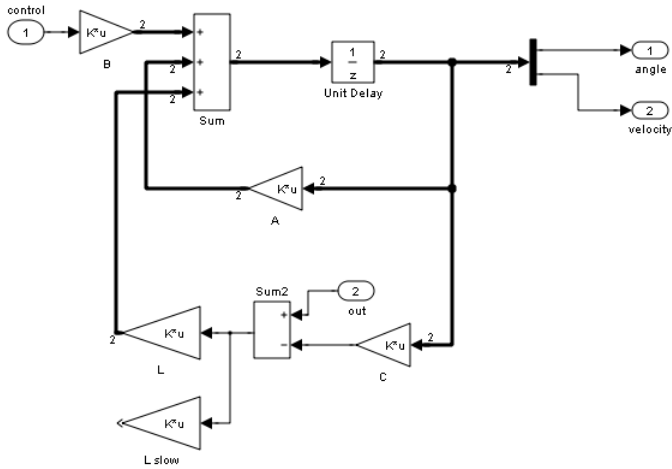 control
1
K*u
B
2
+
2
+
2
+
Sum
2
1
z
Unit Delay
2
2
1
angle
2
velocity
2
K*u
2
A
Sum2
+
−
2
out
2
K*u
L
K*u
2
C
K*u
L slow